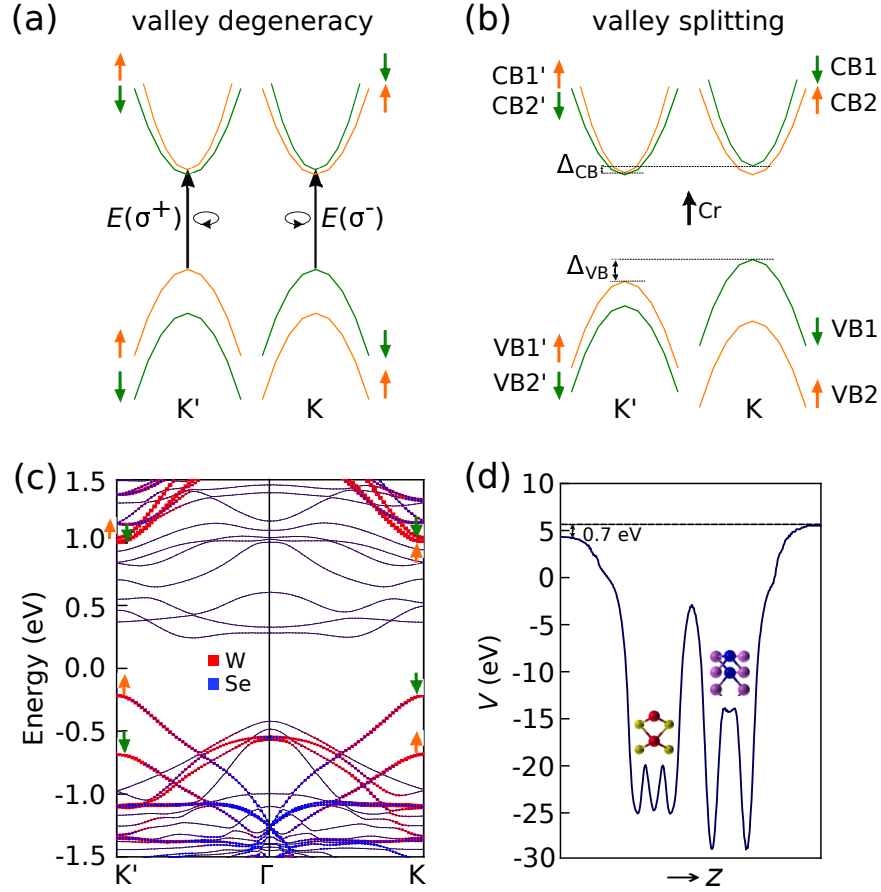 (a) valley degeneracy
E(σ+)
E(σ-)
K'
K
(b) valley splitting
CB1'
CB2'
CB1
CB2
ΔCB
Cr
ΔVB
VB1'
VB2'
VB1
VB2
K'
K
(c)
Energy (eV)
1.5
1.0
0.5
0.0
-0.5
-1.0
-1.5
W
Se
K'
Γ
K
(d)
V (eV)
10
5
0
-5
-10
-15
-20
-25
-30
0.7 eV
→ z